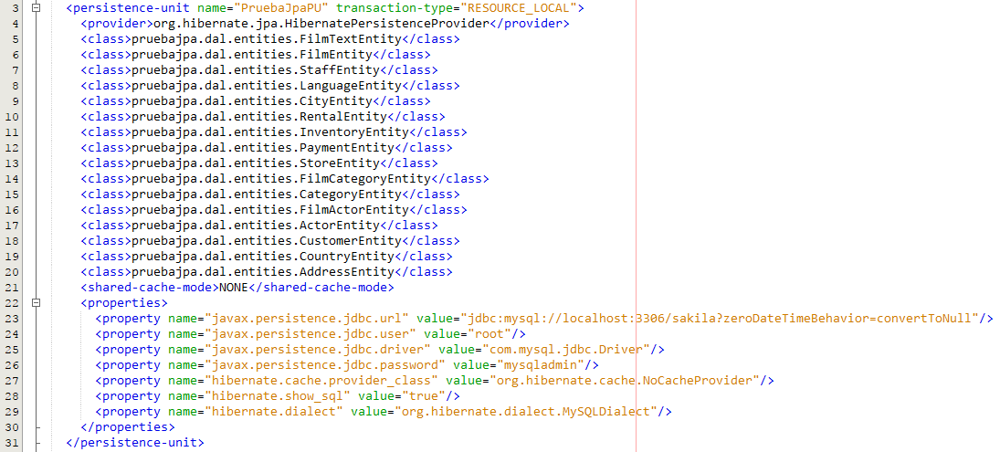 3 <persistence-unit name="PruebaJpaPU" transaction-type="RESOURCE_LOCAL">
4 <provider>org.hibernate.jpa.HibernatePersistenceProvider</provider>
5 <class>pruebajpa.dal.entities.FilmTextEntity</class>
6 <class>pruebajpa.dal.entities.FilmEntity</class>
7 <class>pruebajpa.dal.entities.StaffEntity</class>
8 <class>pruebajpa.dal.entities.LanguageEntity</class>
9 <class>pruebajpa.dal.entities.CityEntity</class>
10 <class>pruebajpa.dal.entities.RentalEntity</class>
11 <class>pruebajpa.dal.entities.InventoryEntity</class>
12 <class>pruebajpa.dal.entities.PaymentEntity</class>
13 <class>pruebajpa.dal.entities.StoreEntity</class>
14 <class>pruebajpa.dal.entities.FilmCategoryEntity</class>
15 <class>pruebajpa.dal.entities.CategoryEntity</class>
16 <class>pruebajpa.dal.entities.FilmActorEntity</class>
17 <class>pruebajpa.dal.entities.ActorEntity</class>
18 <class>pruebajpa.dal.entities.CustomerEntity</class>
19 <class>pruebajpa.dal.entities.CountryEntity</class>
20 <class>pruebajpa.dal.entities.AddressEntity</class>
21 <shared-cache-mode>NONE</shared-cache-mode>
22 <properties>
23 <property name="javax.persistence.jdbc.url" value="jdbc:mysql://localhost:3306/sakila?zeroDateTimeBehavior=convertToNull"/>
24 <property name="javax.persistence.jdbc.user" value="root"/>
25 <property name="javax.persistence.jdbc.driver" value="com.mysql.jdbc.Driver"/>
26 <property name="javax.persistence.jdbc.password" value="mysqladmin"/>
27 <property name="hibernate.cache.provider_class" value="org.hibernate.cache.NoCacheProvider"/>
28 <property name="hibernate.show_sql" value="true"/>
29 <property name="hibernate.dialect" value="org.hibernate.dialect.MySQLDialect"/>
30 </properties>
31 </persistence-unit>